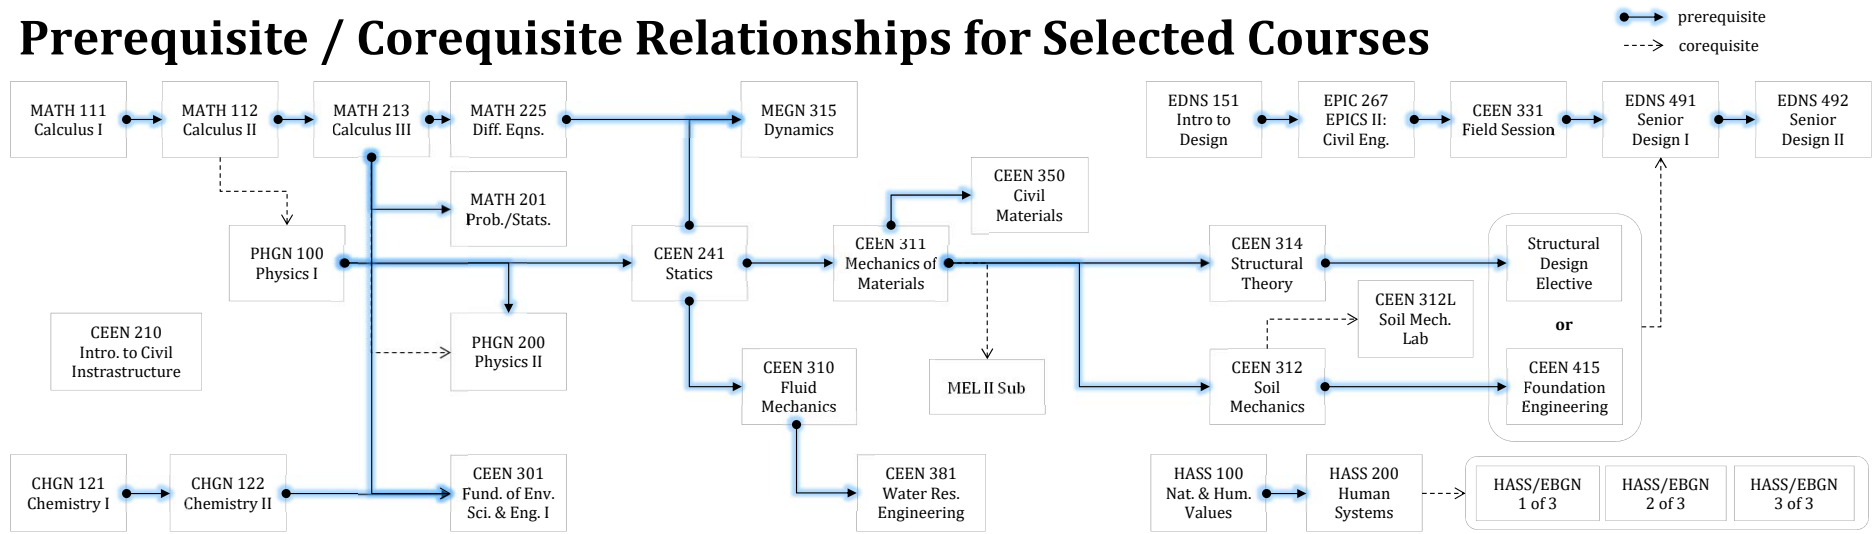 Prerequisite / Corequisite Relationships for Selected Courses
prerequisite
corequisite
MATH 111
Calculus I
MATH 112
Calculus II
MATH 213
Calculus III
MATH 225
Diff. Eqns.
MEGN 315
Dynamics
EDNS 151
Intro to
Design
EPIC 267
EPICS II:
Civil Eng.
CEEN 331
Field Session
EDNS 491
Senior
Design I
EDNS 492
Senior
Design II
MATH 201
Prob./Stats.
CEEN 350
Civil
Materials
PHGN 100
Physics I
CEEN 241
Statics
CEEN 311
Mechanics of
Materials
CEEN 314
Structural
Theory
Structural
Design
Elective
CEEN 210
Intro. to Civil
Instrastructure
PHGN 200
Physics II
CEEN 312L
Soil Mech.
Lab
or
CEEN 310
Fluid
Mechanics
MEL II Sub
CEEN 312
Soil
Mechanics
CEEN 415
Foundation
Engineering
CHGN 121
Chemistry I
CHGN 122
Chemistry II
CEEN 301
Fund. of Env.
Sci. & Eng. I
CEEN 381
Water Res.
Engineering
HASS 100
Nat. & Hum.
Values
HASS 200
Human
Systems
HASS/EBGN
1 of 3
HASS/EBGN
2 of 3
HASS/EBGN
3 of 3